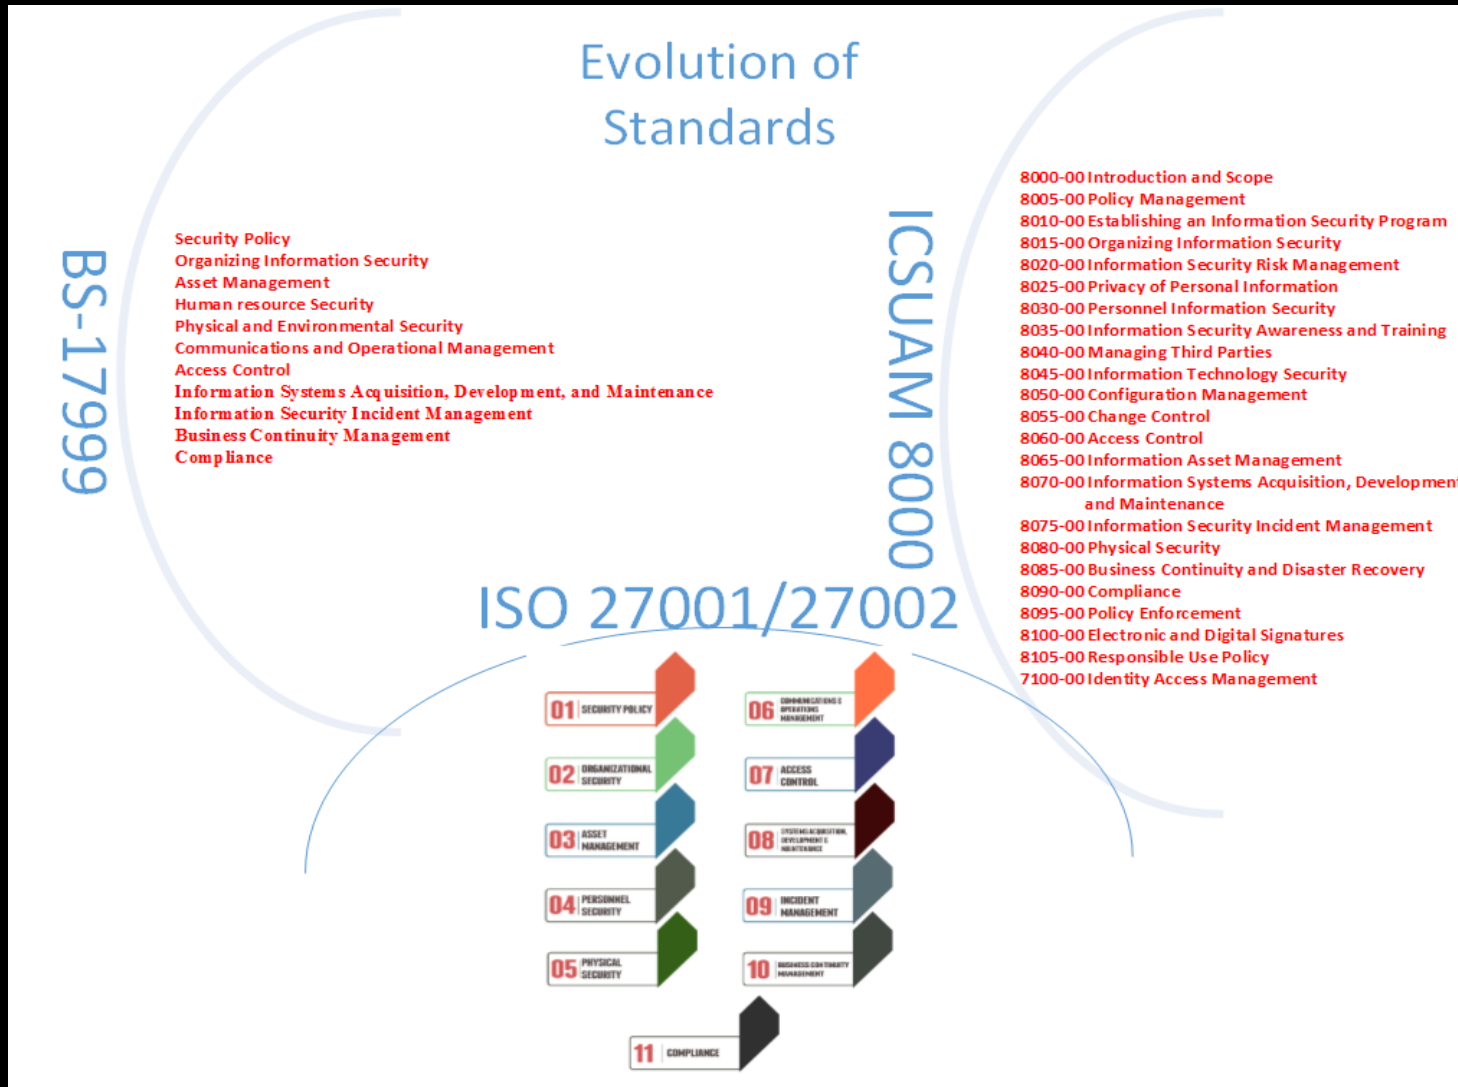 Evolution of
Standards
BS-17999
Security Policy
Organizing Information Security
Asset Management
Human resource Security
Physical and Environmental Security
Communications and Operational Management
Access Control
Information Systems Acquisition, Development, and Maintenance
Information Security Incident Management
Business Continuity Management
Compliance
ICSUAM 8000
8000-00 Introduction and Scope
8005-00 Policy Management
8010-00 Establishing an Information Security Program
8015-00 Organizing Information Security
8020-00 Information Security Risk Management
8025-00 Privacy of Personal Information
8030-00 Personnel Information Security
8035-00 Information Security Awareness and Training
8040-00 Managing Third Parties
8045-00 Information Technology Security
8050-00 Configuration Management
8055-00 Change Control
8060-00 Access Control
8065-00 Information Asset Management
8070-00 Information Systems Acquisition, Development
and Maintenance
8075-00 Information Security Incident Management
8080-00 Physical Security
8085-00 Business Continuity and Disaster Recovery
8090-00 Compliance
8095-00 Policy Enforcement
8100-00 Electronic and Digital Signatures
8105-00 Responsible Use Policy
7100-00 Identity Access Management
ISO 27001/27002
01 SECURITY POLICY
02 ORGANIZATIONAL
SECURITY
03 ASSET
MANAGEMENT
04 PERSONNEL
SECURITY
05 PHYSICAL
SECURITY
06 COMMUNICATIONS &
OPERATIONS
MANAGEMENT
07 ACCESS
CONTROL
08 SYSTEMS ACQUISITION,
DEVELOPMENT &
MAINTENANCE
09 INCIDENT
MANAGEMENT
10 BUSINESS CONTINUITY
MANAGEMENT
11 COMPLIANCE